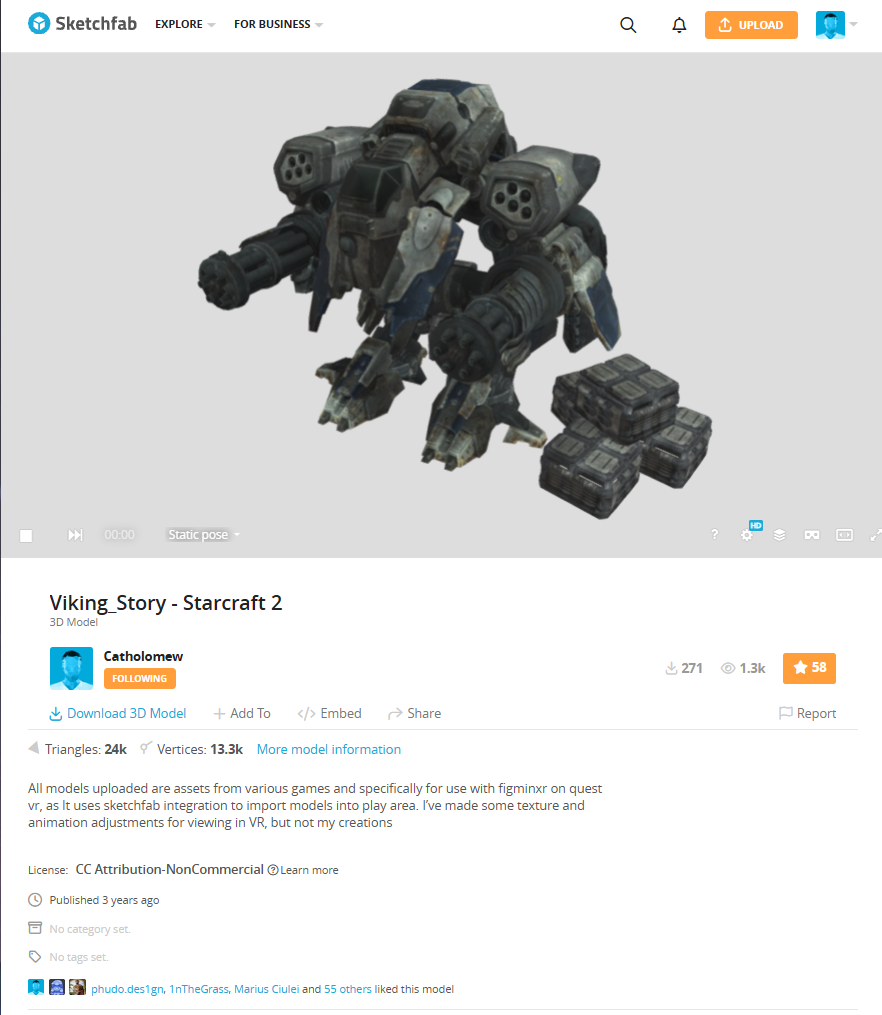 Sketchfab EXPLORE FOR BUSINESS UPLOAD
00:00 Static pose ? HD
Viking_Story - Starcraft 2
3D Model
Catholomew
FOLLOWING
271 1.3k 58
Download 3D Model Add To </> Embed Share Report
Triangles: 24k Vertices: 13.3k More model information
All models uploaded are assets from various games and specifically for use with figminxr on quest
vr, as It uses sketchfab integration to import models into play area. I've made some texture and
animation adjustments for viewing in VR, but not my creations
License: CC Attribution-NonCommercial ? Learn more
Published 3 years ago
No category set.
No tags set.
phudo.des1gn, 1nTheGrass, Marius Ciulei and 55 others liked this model